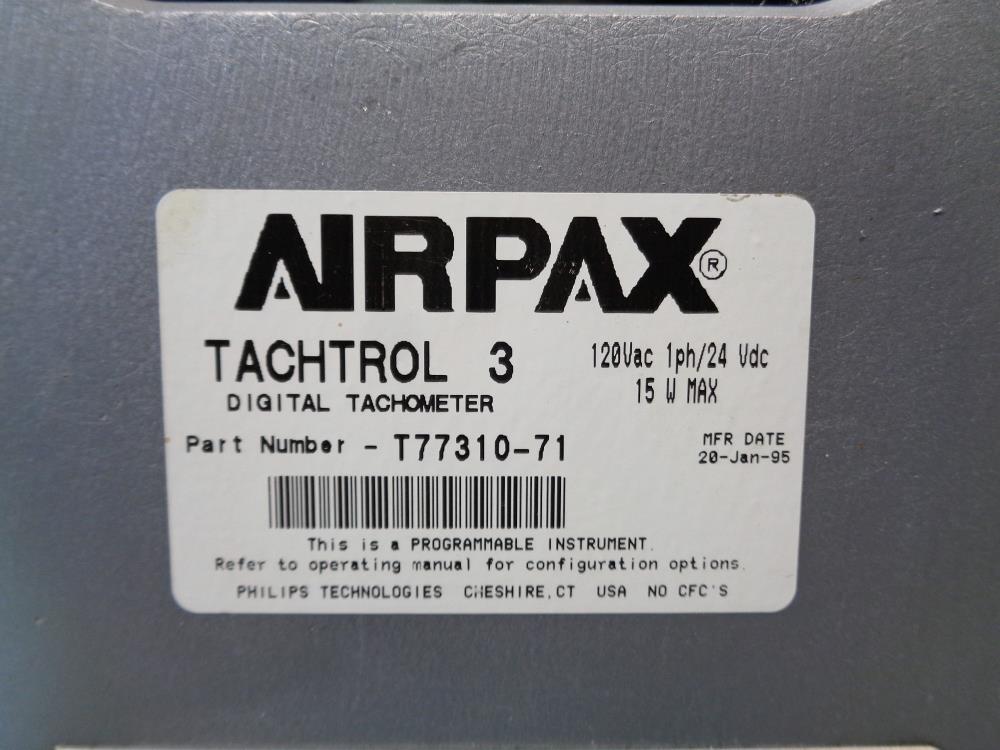 AIRPAX®
TACHTROL 3
120Vac 1ph/24 Vdc
15 W MAX
DIGITAL TACHOMETER
Part Number - T77310-71
MFR DATE
20-Jan-95
This is a PROGRAMMABLE INSTRUMENT.
Refer to operating manual for configuration options.
PHILIPS TECHNOLOGIES CHESHIRE, CT USA NO CFC'S